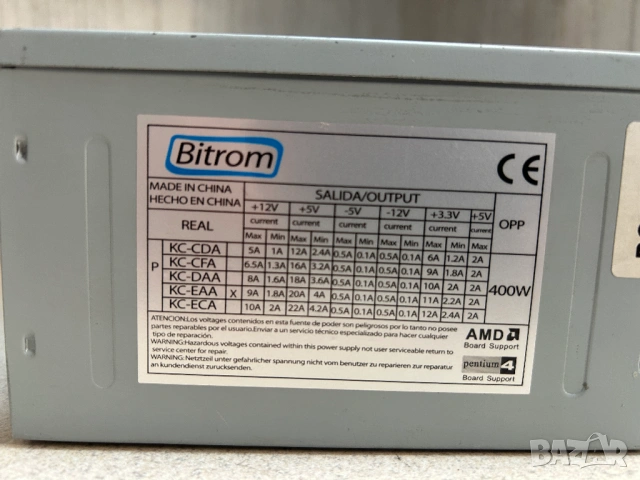 Bitrom
CE
MADE IN CHINA
HECHO EN CHINA
SALIDA/OUTPUT
+12V +5V -5V -12V +3.3V +5V
OPP
REAL
current current current current current current
Max Min Max Min Max Min Max Min Max Min Max
P
KC-CDA 5A 1A 12A 2.4A 0.5A 0.1A 0.5A 0.1A 6A 1.2A 2A
KC-CFA 6.5A 1.3A 16A 3.2A 0.5A 0.1A 0.5A 0.1A 9A 1.8A 2A
KC-DAA 8A 1.6A 18A 3.6A 0.5A 0.1A 0.5A 0.1A 10A 2A 2A
400W
KC-EAA X 9A 1.8A 20A 4A 0.5A 0.1A 0.5A 0.1A 11A 2.2A 2A
KC-ECA 10A 2A 22A 4.2A 0.5A 0.1A 0.5A 0.1A 12A 2.4A 2A
ATENCION:Los voltages contenidos en esta fuente de poder son peligrosos por lo tanto no posee
partes reparables por el usuario.Enviar a un servicio técnico especializado para hacer cualquier
tipo de reparación.
WARNING:Hazardous voltages contained within this power supply not user serviceable return to
service center for repair.
WARNING:Netzteil unter gefahrlicher spannung nicht vom benutzer zu reparieren zur reparatur
an kundendienst zurucksenden.
AMD
Board Support
pentium 4
Board Support
BAZAR.bg